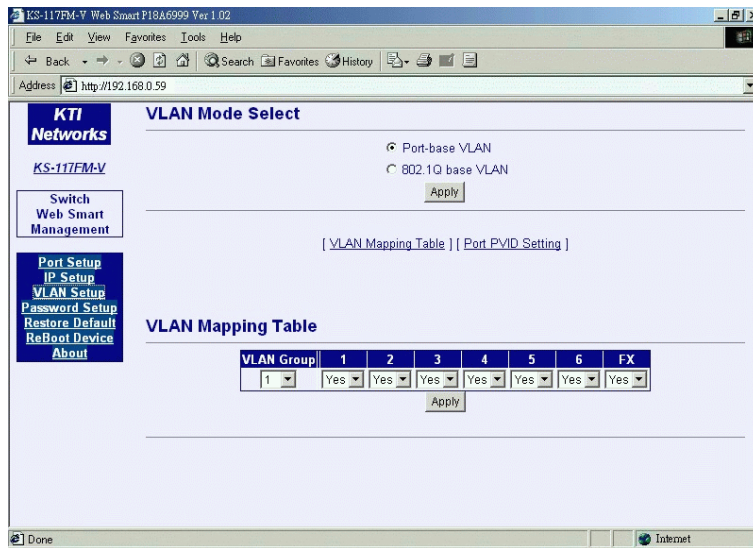 KS-117FM-V Web Smart P18A6999 Ver 1.02
File Edit View Favorites Tools Help
Back Search Favorites History
Address http://192.168.0.59
KTI
Networks
KS-117FM-V
Switch
Web Smart
Management
Port Setup
IP Setup
VLAN Setup
Password Setup
Restore Default
ReBoot Device
About
VLAN Mode Select
Port-base VLAN
802.1Q base VLAN
Apply
[ VLAN Mapping Table ] [ Port PVID Setting ]
VLAN Mapping Table
VLAN Group 1 2 3 4 5 6 FX
1 Yes Yes Yes Yes Yes Yes Yes
Apply
Done Internet